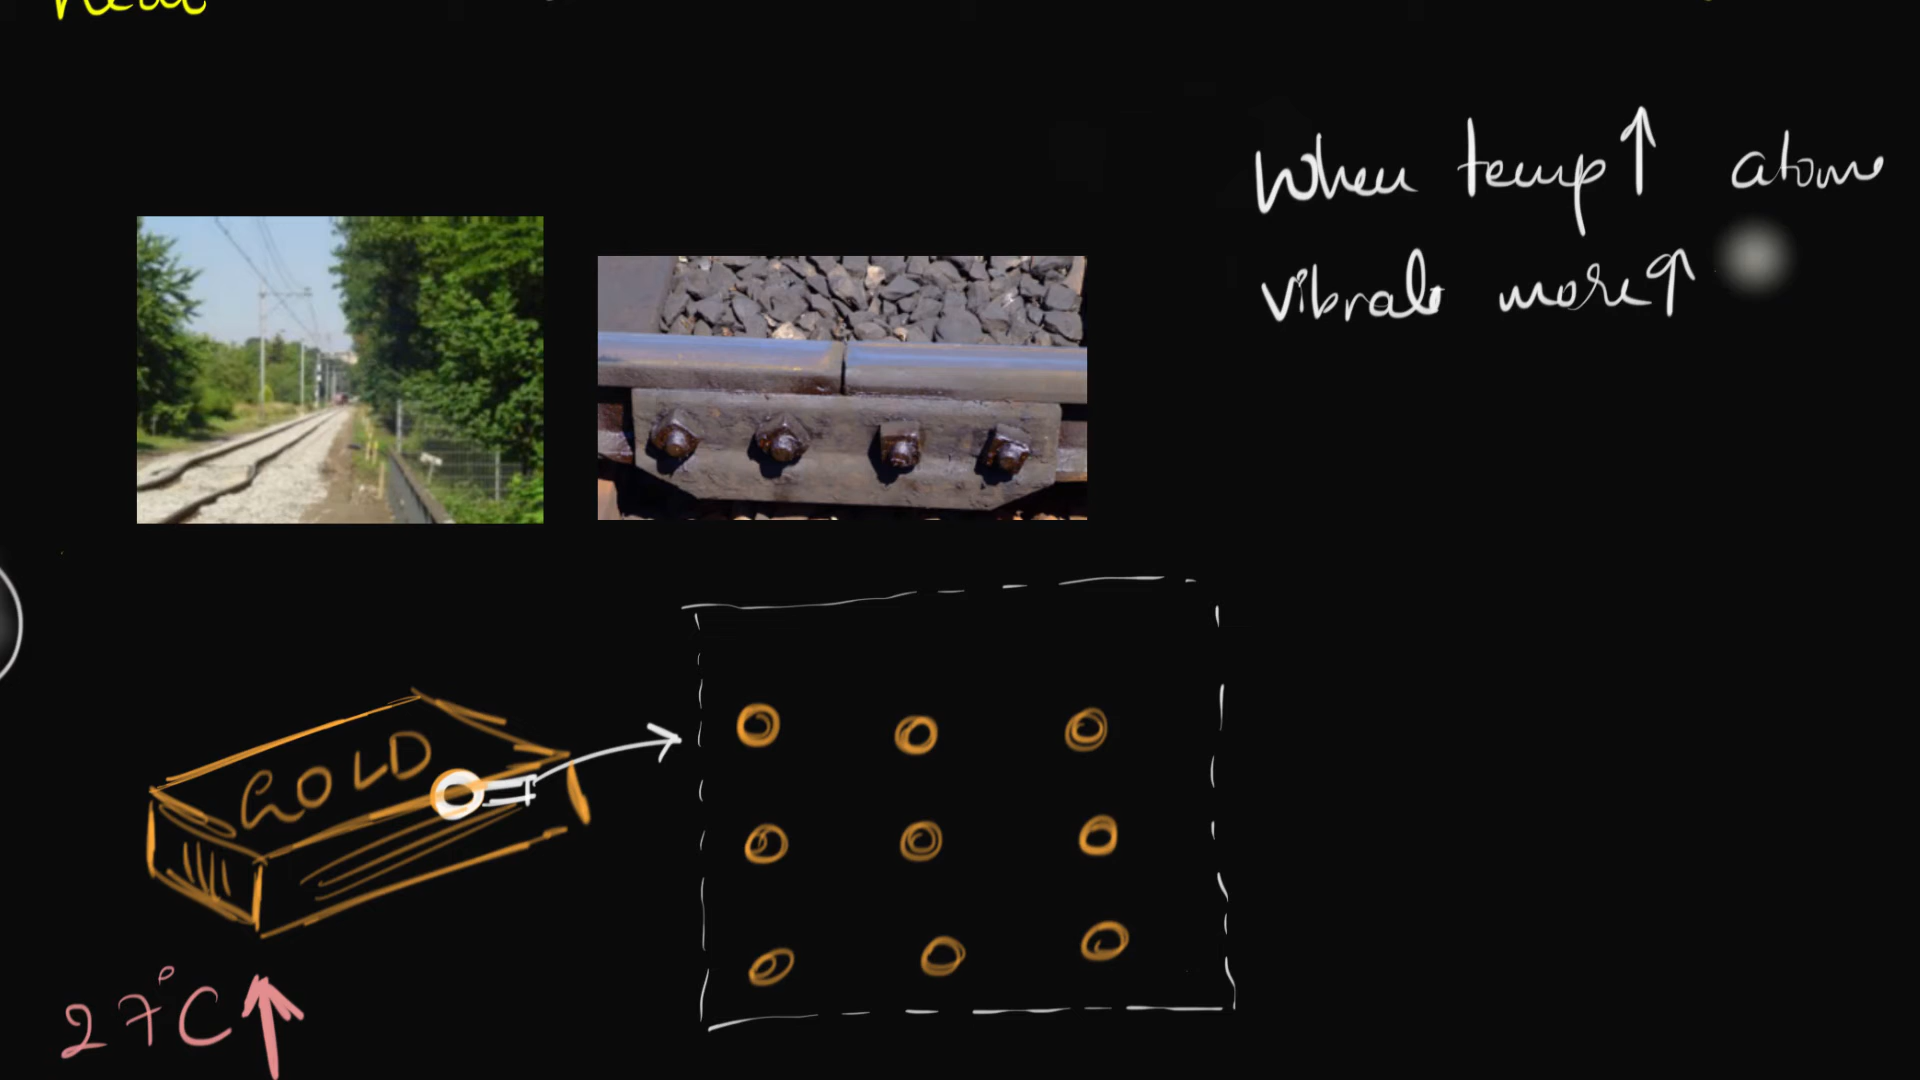 When temp ↑ atoms
vibrate more ↑
GOLD
27°C ↑